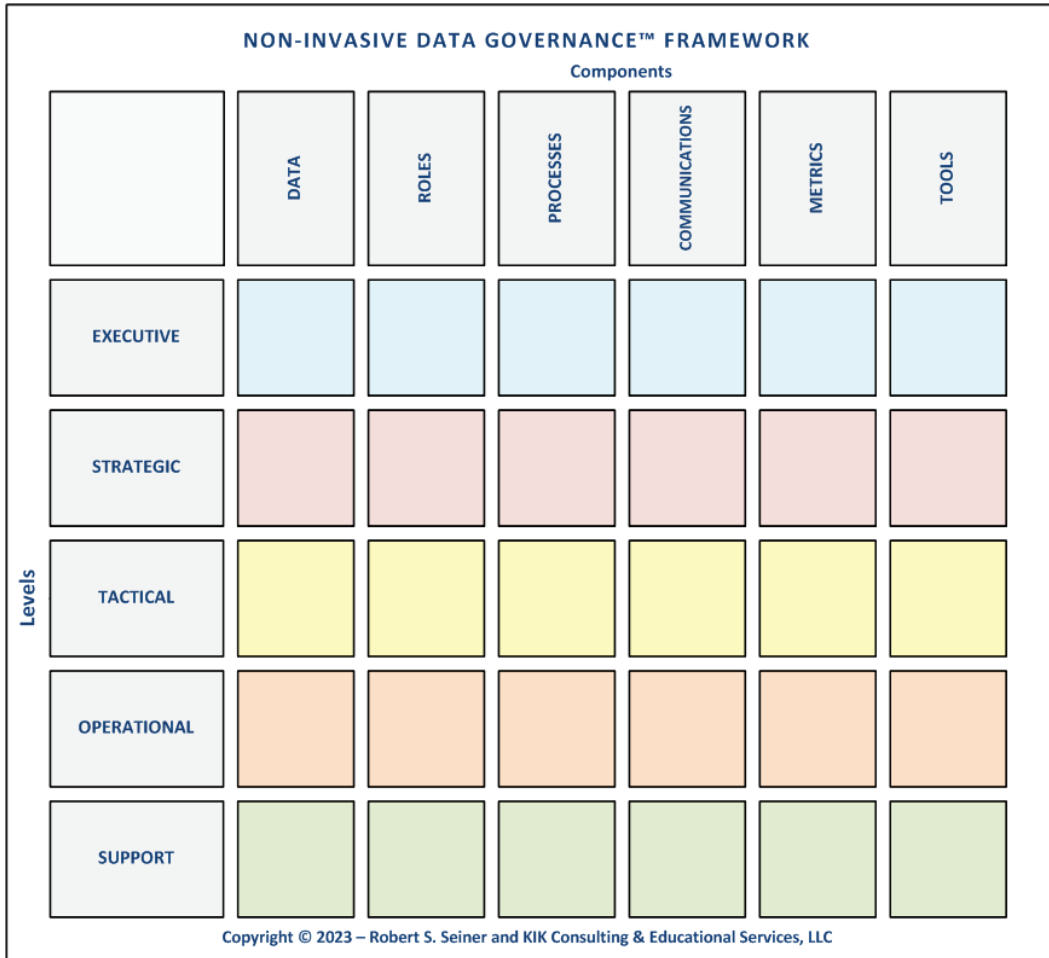 NON-INVASIVE DATA GOVERNANCE™ FRAMEWORK
Components
DATA
ROLES
PROCESSES
COMMUNICATIONS
METRICS
TOOLS
Levels
EXECUTIVE
STRATEGIC
TACTICAL
OPERATIONAL
SUPPORT
Copyright © 2023 – Robert S. Seiner and KIK Consulting & Educational Services, LLC